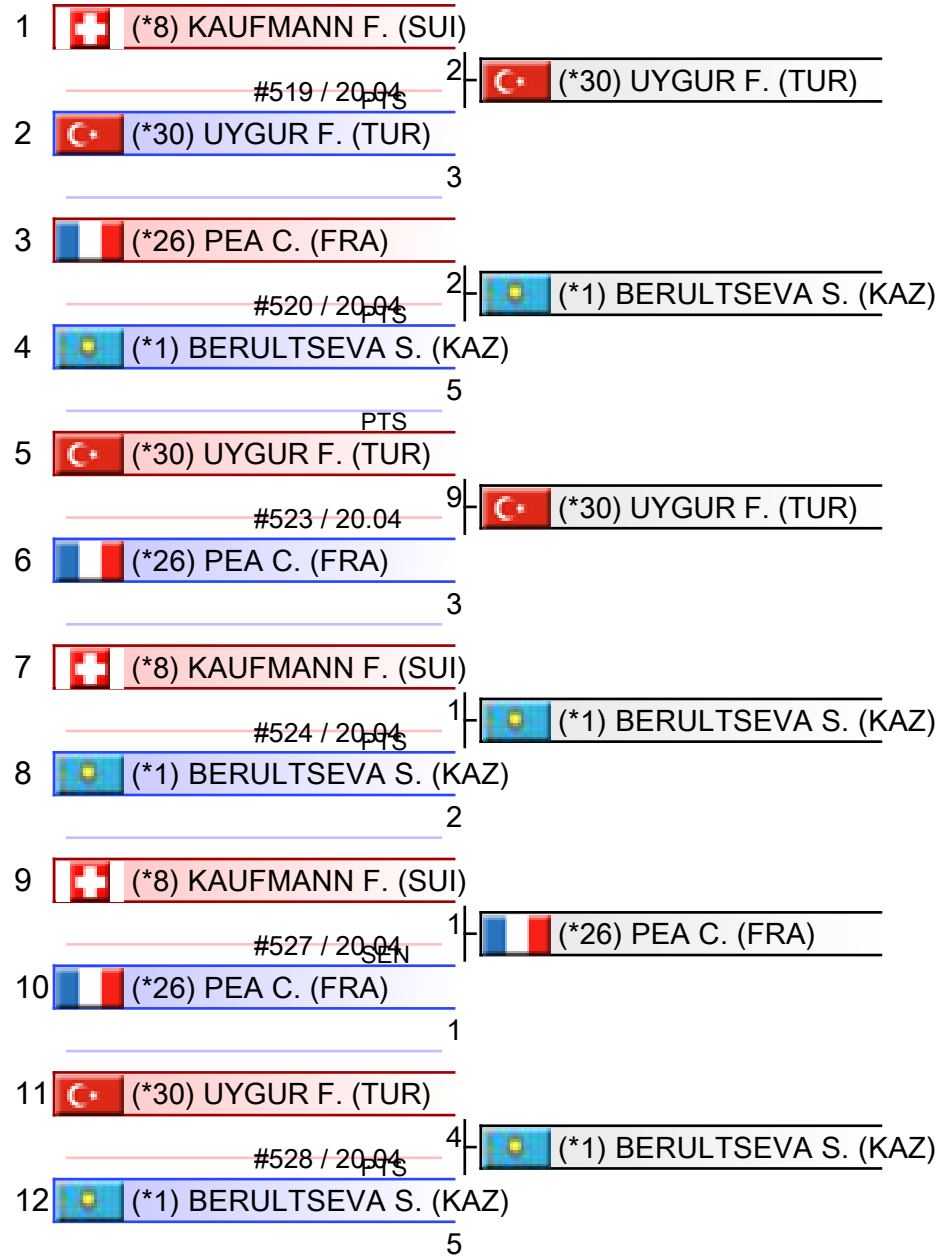 1 (*8) KAUFMANN F. (SUI)
2 (*30) UYGUR F. (TUR)
#519 / 20.04
PTS
2 (*30) UYGUR F. (TUR)
3
3 (*26) PEA C. (FRA)
2 (*1) BERULTSEVA S. (KAZ)
#520 / 20.04
PTS
4 (*1) BERULTSEVA S. (KAZ)
5
PTS
5 (*30) UYGUR F. (TUR)
9 (*30) UYGUR F. (TUR)
#523 / 20.04
6 (*26) PEA C. (FRA)
3
7 (*8) KAUFMANN F. (SUI)
1 (*1) BERULTSEVA S. (KAZ)
#524 / 20.04
PTS
8 (*1) BERULTSEVA S. (KAZ)
2
9 (*8) KAUFMANN F. (SUI)
1 (*26) PEA C. (FRA)
#527 / 20.04
SEN
10 (*26) PEA C. (FRA)
1
11 (*30) UYGUR F. (TUR)
4 (*1) BERULTSEVA S. (KAZ)
#528 / 20.04
PTS
12 (*1) BERULTSEVA S. (KAZ)
5